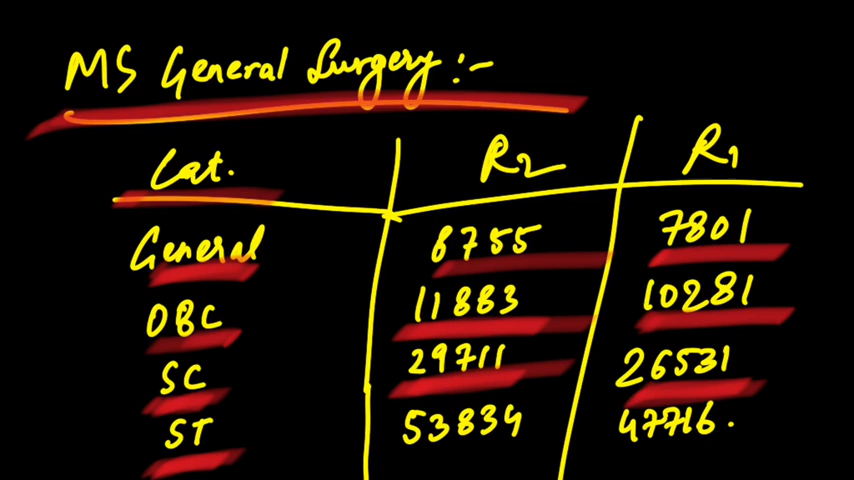 MS General Surgery :-
Cat. R2 R1
General 8755 7801
OBC 11883 10281
SC 29711 26531
ST 53834 47716.